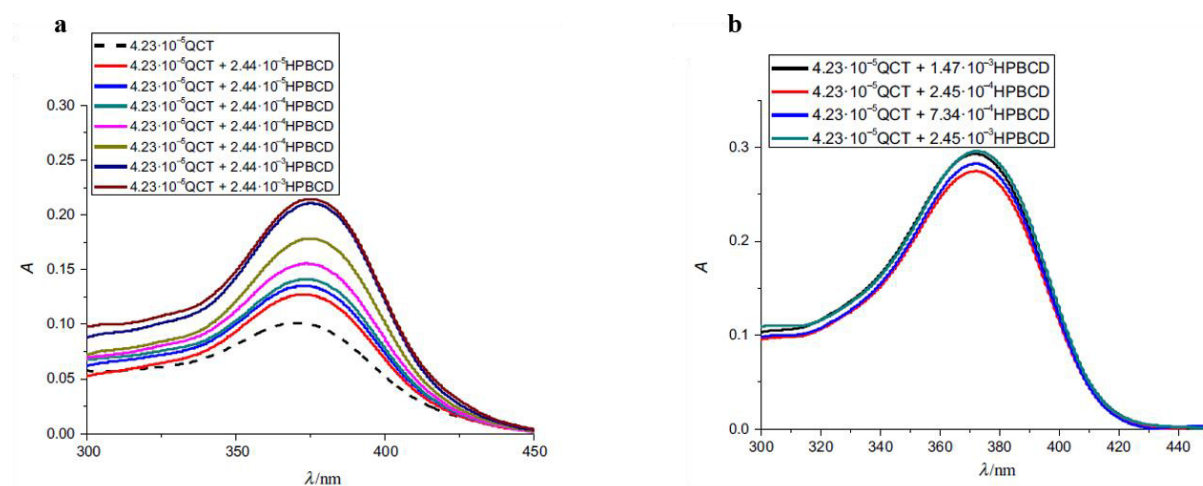 a
4.23·10⁻⁵QCT
4.23·10⁻⁵QCT + 2.44·10⁻⁵HPBCD
4.23·10⁻⁵QCT + 2.44·10⁻⁵HPBCD
4.23·10⁻⁵QCT + 2.44·10⁻⁴HPBCD
4.23·10⁻⁵QCT + 2.44·10⁻⁴HPBCD
4.23·10⁻⁵QCT + 2.44·10⁻⁴HPBCD
4.23·10⁻⁵QCT + 2.44·10⁻³HPBCD
4.23·10⁻⁵QCT + 2.44·10⁻³HPBCD
0.30
0.25
0.20
0.15
0.10
0.05
0.00
A
300 350 400 450
λ/nm
b
4.23·10⁻⁵QCT + 1.47·10⁻³HPBCD
4.23·10⁻⁵QCT + 2.45·10⁻⁴HPBCD
4.23·10⁻⁵QCT + 7.34·10⁻⁴HPBCD
4.23·10⁻⁵QCT + 2.45·10⁻³HPBCD
0.3
0.2
0.1
0.0
A
300 320 340 360 380 400 420 440
λ/nm